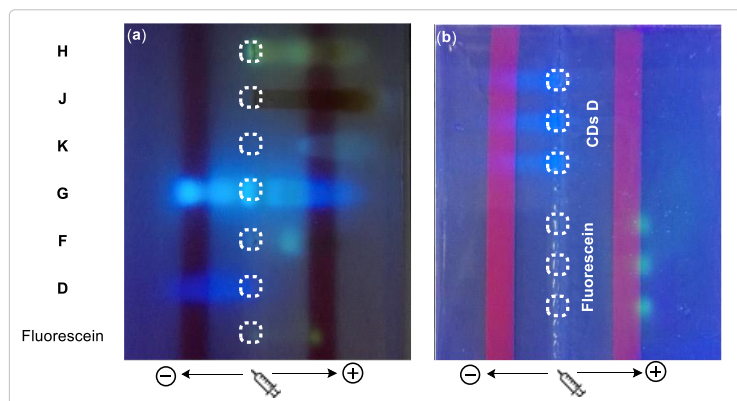 (a)
(b)
H
J
K
G
F
D
Fluorescein
CDs D
Fluorescein
− +
− +